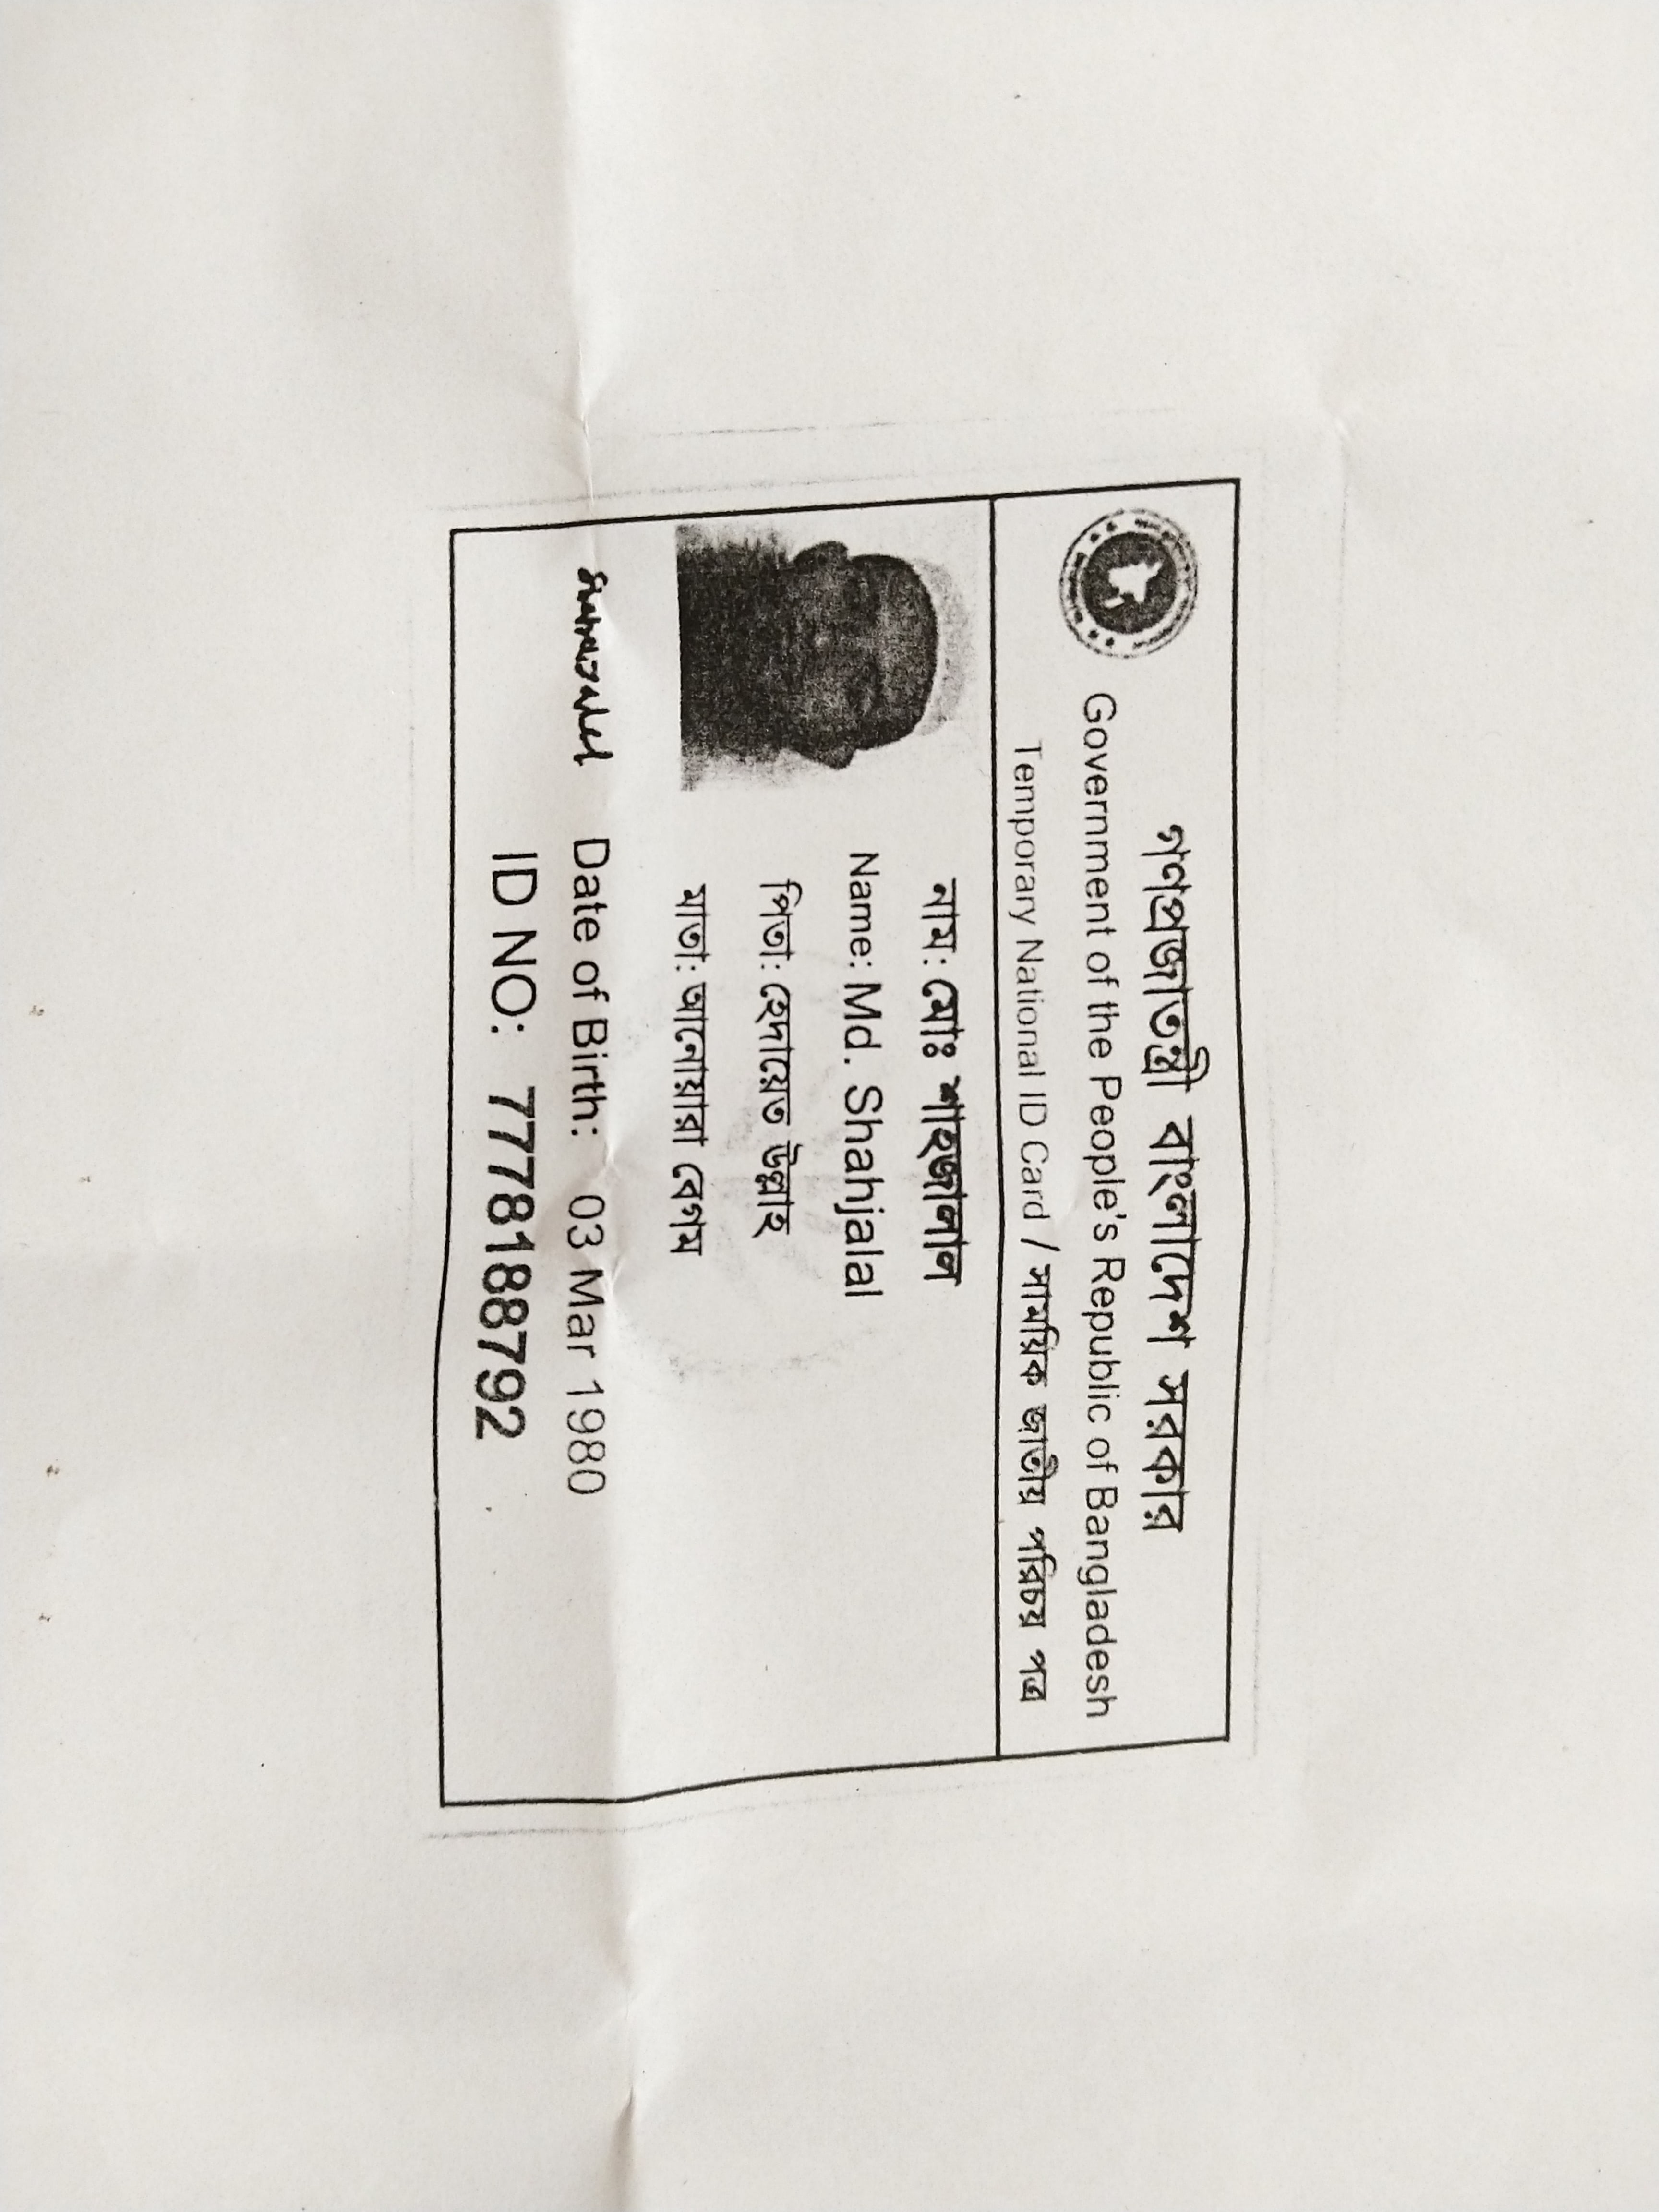 গণপ্রজাতন্ত্রী বাংলাদেশ সরকার
Government of the People's Republic of Bangladesh
Temporary National ID Card / সাময়িক জাতীয় পরিচয় পত্র
নাম: মোঃ শাহজালাল
Name: Md. Shahjalal
পিতা: হেদায়েত উল্লাহ
মাতা: আনোয়ারা বেগম
Date of Birth: 03 Mar 1980
ID NO: 7778188792